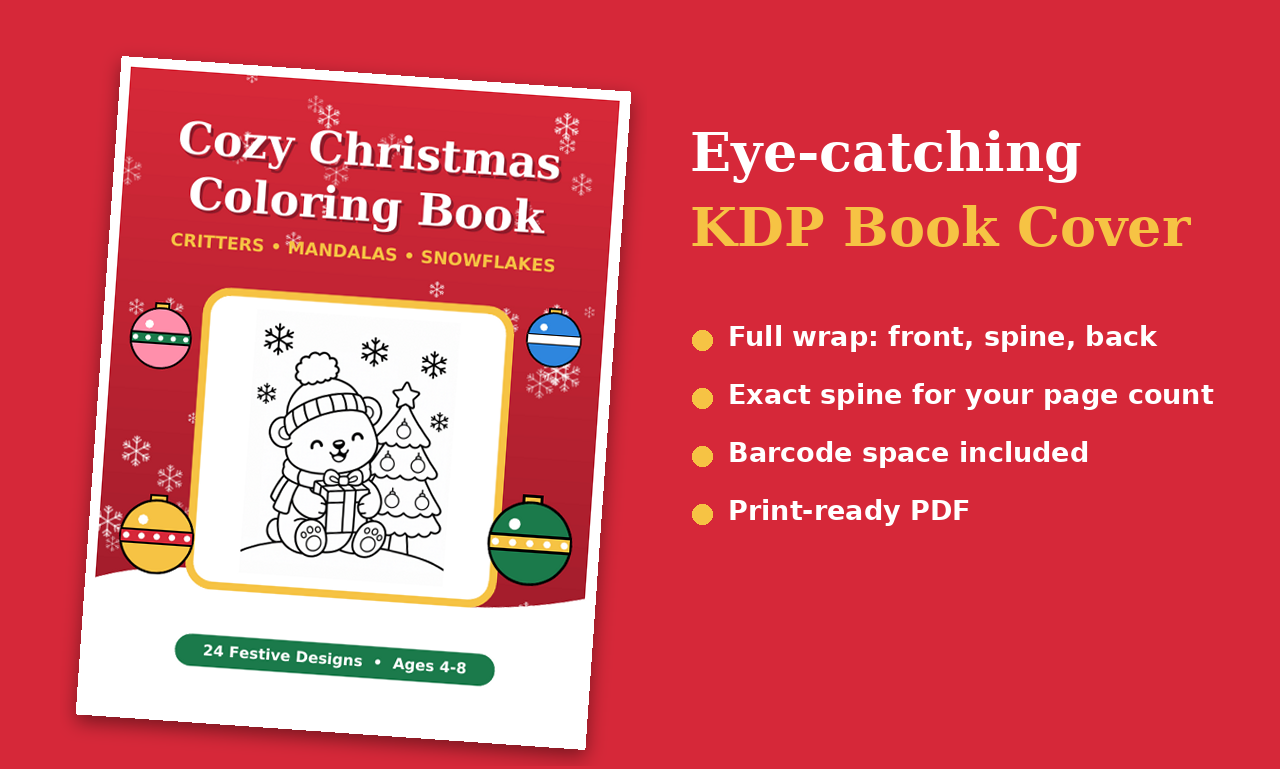 Cozy Christmas
Coloring Book
CRITTERS • MANDALAS • SNOWFLAKES
24 Festive Designs • Ages 4-8
Eye-catching
KDP Book Cover
Full wrap: front, spine, back
Exact spine for your page count
Barcode space included
Print-ready PDF